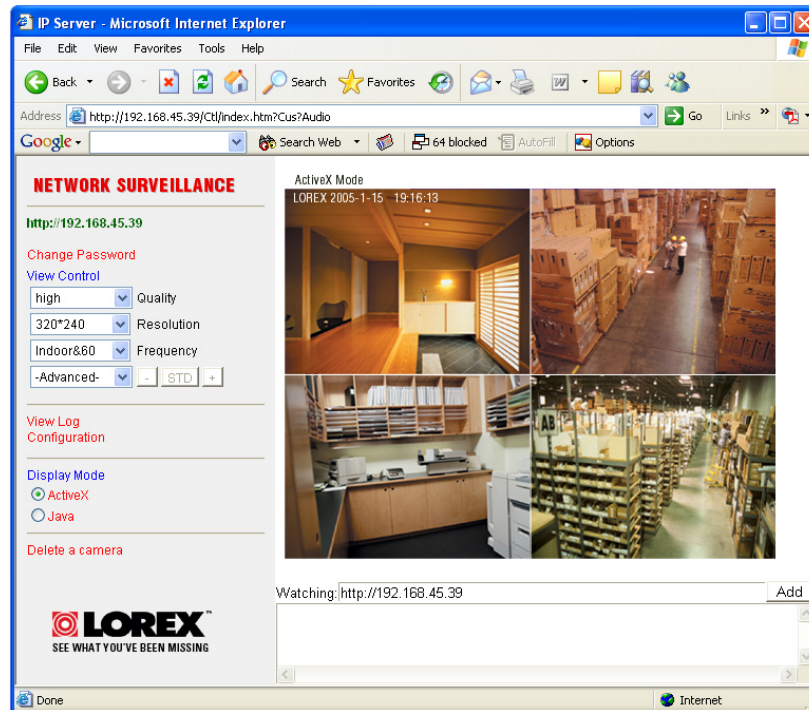 IP Server - Microsoft Internet Explorer
File Edit View Favorites Tools Help
Back Search Favorites
Address http://192.168.45.39/Ctl/index.htm?Cus?Audio Go Links »
Google Search Web 64 blocked AutoFill Options
NETWORK SURVEILLANCE
http://192.168.45.39
Change Password
View Control
high Quality
320*240 Resolution
Indoor&60 Frequency
-Advanced- - STD +
View Log
Configuration
Display Mode
ActiveX
Java
Delete a camera
LOREX™
SEE WHAT YOU'VE BEEN MISSING
ActiveX Mode
LOREX 2005-1-15 19:16:13
AB
Watching: http://192.168.45.39 Add
Done Internet